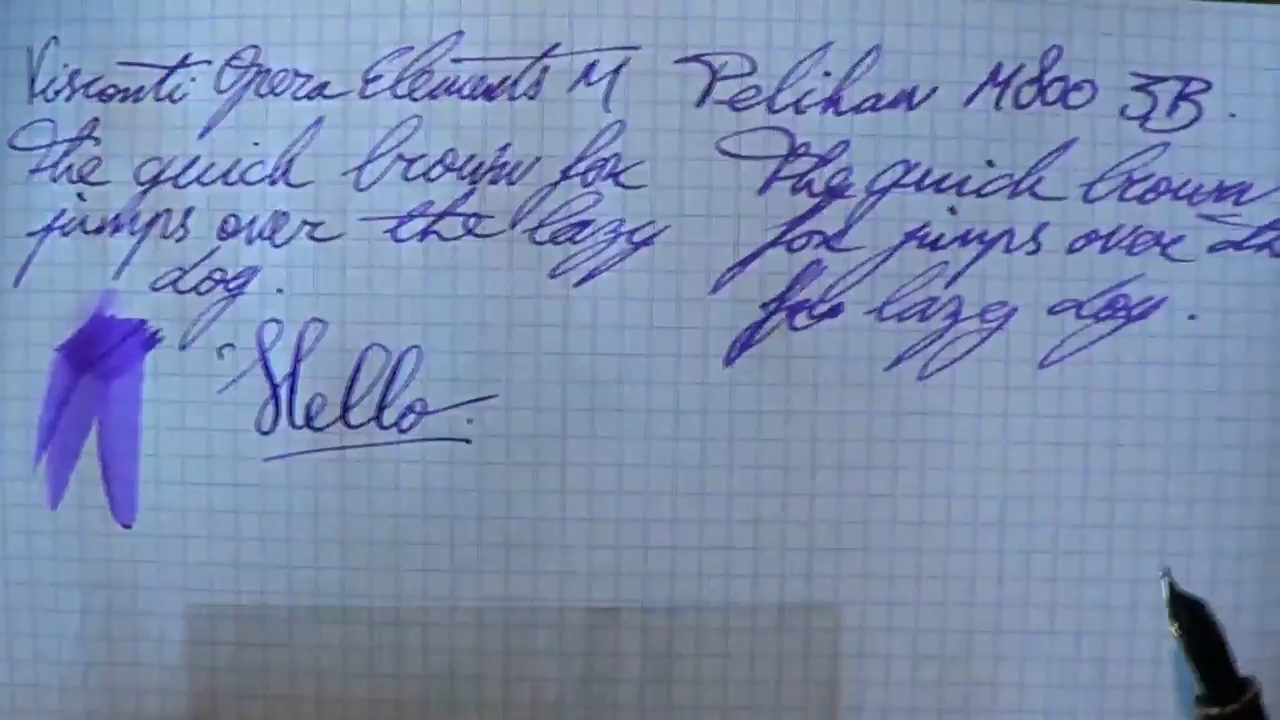 Visconti Opera Elements M
The quick brown fox
jumps over the lazy
dog.
"Hello.
Pelikan M800 3B.
The quick brown
fox jumps over the
fo lazy dog.